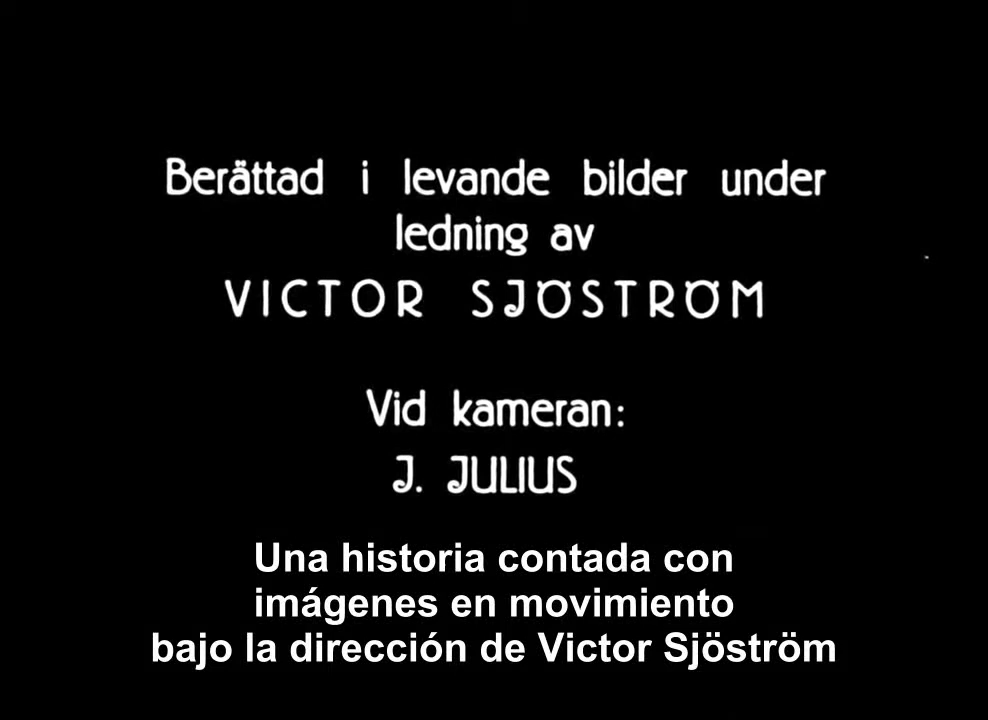 Berättad i levande bilder under
ledning av
VICTOR SJÖSTRÖM
Vid kameran:
J. JULIUS
Una historia contada con
imágenes en movimiento
bajo la dirección de Victor Sjöström